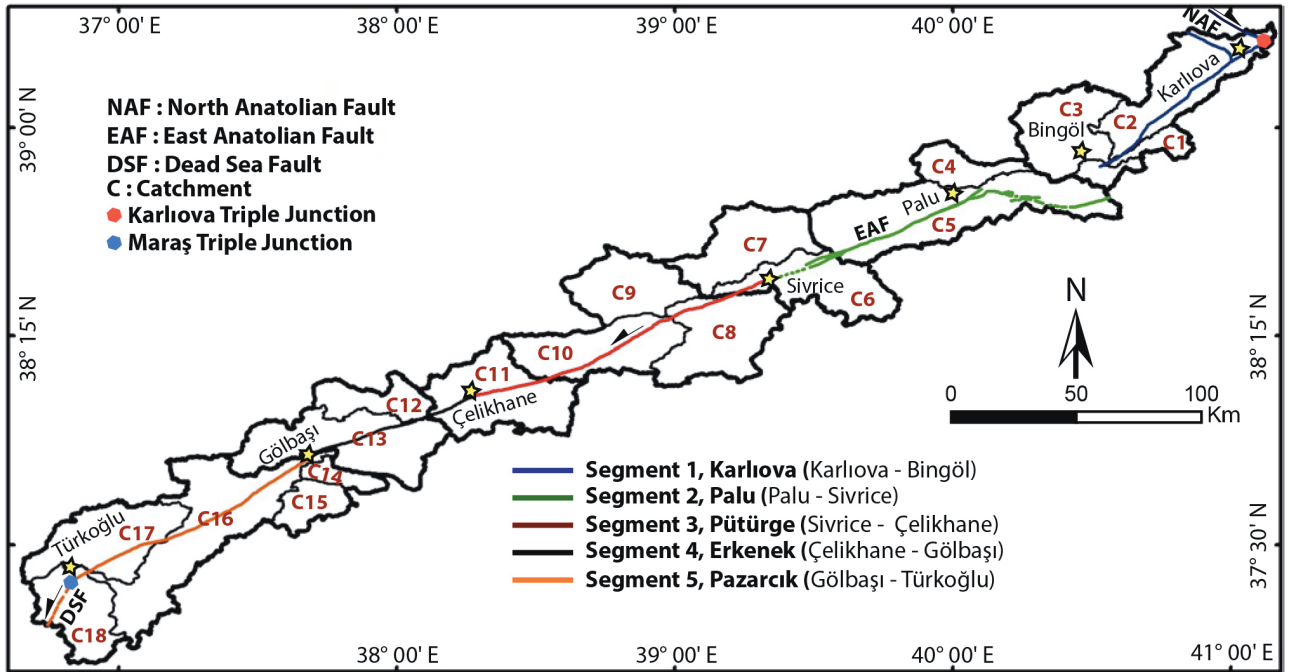 37° 00' E
38° 00' E
39° 00' E
40° 00' E
NAF
Karlıova
39° 00' N
NAF : North Anatolian Fault
EAF : East Anatolian Fault
DSF : Dead Sea Fault
C : Catchment
Karlıova Triple Junction
Maraş Triple Junction
C3
C2
Bingöl
C1
C4
Palu
C5
EAF
C7
Sivrice
C6
C9
C8
N
38° 15' N
38° 15' N
C10
C11
Çelikhane
0 50 100
Km
C12
C13
Gölbaşı
C14
C15
C16
C17
Türkoğlu
DSF
C18
Segment 1, Karlıova (Karlıova - Bingöl)
Segment 2, Palu (Palu - Sivrice)
Segment 3, Pütürge (Sivrice - Çelikhane)
Segment 4, Erkenek (Çelikhane - Gölbaşı)
Segment 5, Pazarcık (Gölbaşı - Türkoğlu)
37° 30' N
38° 00' E
39° 00' E
40° 00' E
41° 00' E